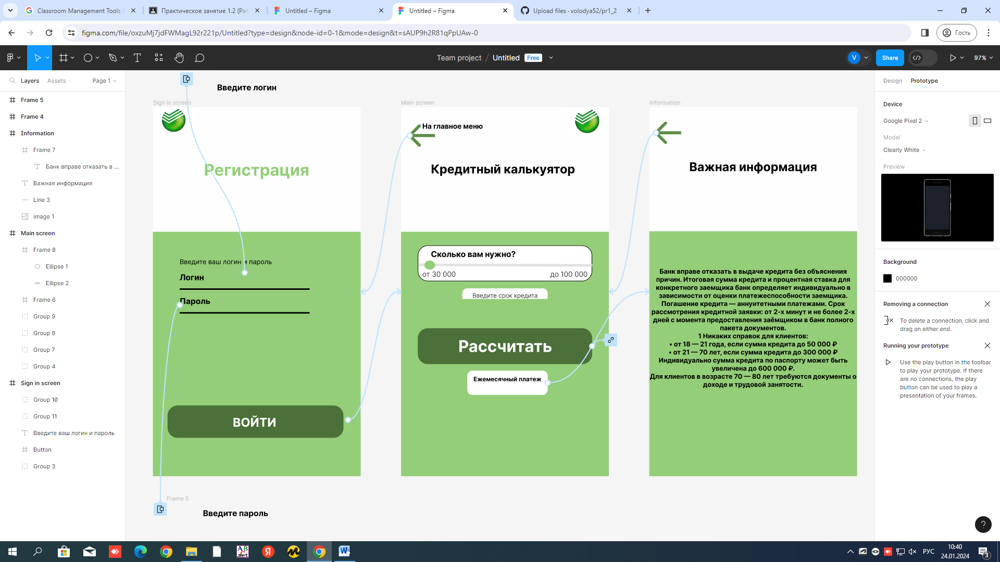 Classroom Management Tools &
Практическое занятие 1.2 (Раб
Untitled – Figma
Untitled – Figma
Upload files · volodya52/pr1_2
figma.com/file/oxzuMj7jdFWMagL92r221p/Untitled?type=design&node-id=0-1&mode=design&t=sAUP9h2R81qPpUAw-0
Гость
Team project / Untitled Free
V
Share
97%
Layers
Assets
Page 1
Frame 5
Frame 4
Information
Frame 7
Банк вправе отказать в ...
Важная информация
Line 3
image 1
Main screen
Frame 8
Ellipse 1
Ellipse 2
Frame 6
Group 9
Group 8
Group 7
Group 4
Sign in screen
Group 10
Group 11
Введите ваш логин и пароль
Button
Group 3
Введите логин
Sign in screen
Регистрация
Введите ваш логин и пароль
Логин
Пароль
ВОЙТИ
Frame 5
Введите пароль
Main screen
На главное меню
Кредитный калькуятор
Сколько вам нужно?
от 30 000
до 100 000
Введите срок кредита
Рассчитать
Ежемесячный платеж
Information
Важная информация
Банк вправе отказать в выдаче кредита без объяснения
причин. Итоговая сумма кредита и процентная ставка для
конкретного заемщика банк определяет индивидуально в
зависимости от оценки платежеспособности заемщика.
Погашение кредита — аннуитетными платежами. Срок
рассмотрения кредитной заявки: от 2-х минут и не более 2-х
дней с момента предоставления заёмщиком в банк полного
пакета документов.
1 Никаких справок для клиентов:
• от 18 — 21 года, если сумма кредита до 50 000 ₽
• от 21 — 70 лет, если сумма кредита до 300 000 ₽
Индивидуально сумма кредита по паспорту может быть
увеличена до 600 000 ₽.
Для клиентов в возрасте 70 — 80 лет требуются документы о
доходе и трудовой занятости.
Design
Prototype
Device
Google Pixel 2
Model
Clearly White
Preview
Background
000000
Removing a connection
To delete a connection, click and
drag on either end.
Running your prototype
Use the play button in the toolbar
to play your prototype. If there
are no connections, the play
button can be used to play a
presentation of your frames.
?
ABC
.net
Я
РУС
10:40
24.01.2024
3